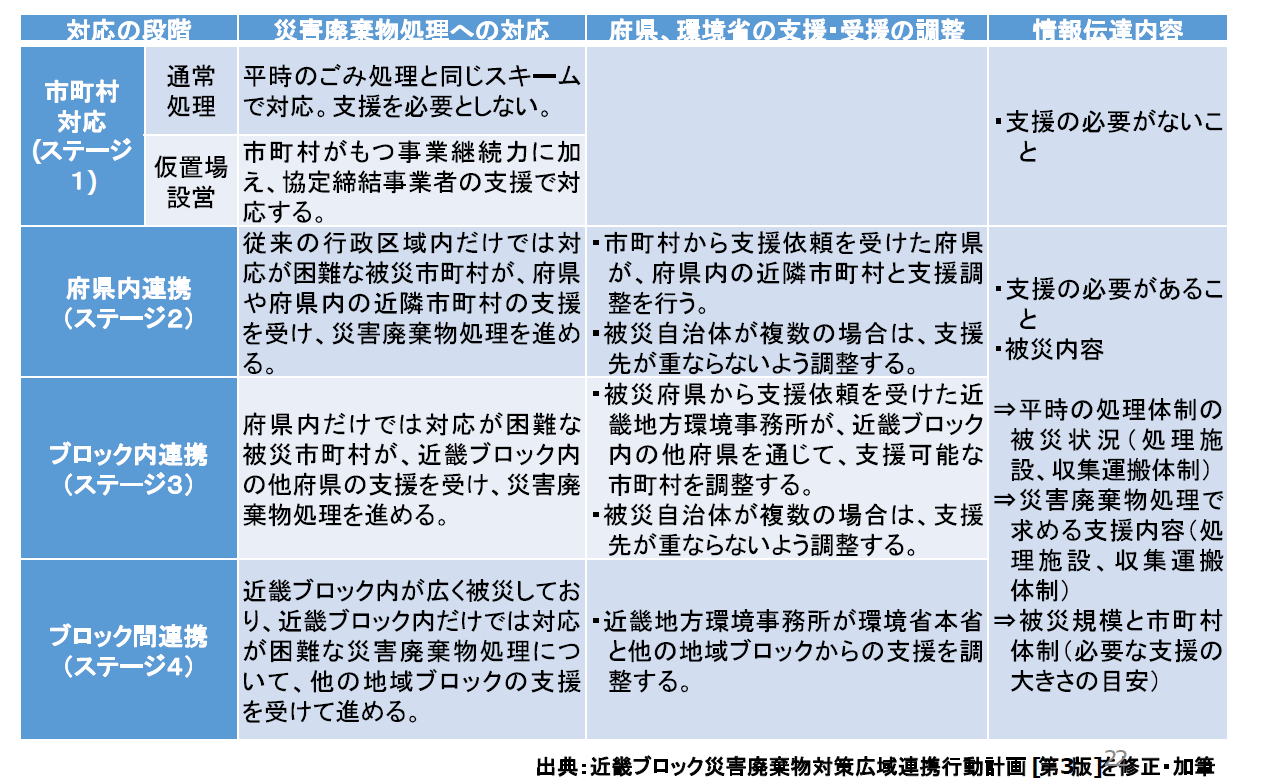 対応の段階
災害廃棄物処理への対応
府県、環境省の支援・受援の調整
情報伝達内容
市町村
対応
(ステージ
1)
通常
処理
平時のごみ処理と同じスキーム
で対応。支援を必要としない。
仮置場
設営
市町村がもつ事業継続力に加
え、協定締結事業者の支援で対
応する。
・支援の必要がないこ
と
府県内連携
(ステージ2)
従来の行政区域内だけでは対
応が困難な被災市町村が、府県
や府県内の近隣市町村の支援
を受け、災害廃棄物処理を進め
る。
・市町村から支援依頼を受けた府県
が、府県内の近隣市町村と支援調
整を行う。
・被災自治体が複数の場合は、支援
先が重ならないよう調整する。
ブロック内連携
(ステージ3)
府県内だけでは対応が困難な
被災市町村が、近畿ブロック内
の他府県の支援を受け、災害廃
棄物処理を進める。
・被災府県から支援依頼を受けた近
畿地方環境事務所が、近畿ブロック
内の他府県を通じて、支援可能な
市町村を調整する。
・被災自治体が複数の場合は、支援
先が重ならないよう調整する。
ブロック間連携
(ステージ4)
近畿ブロック内が広く被災してお
り、近畿ブロック内だけでは対応
が困難な災害廃棄物処理につ
いて、他の地域ブロックの支援
を受けて進める。
・近畿地方環境事務所が環境省本省
と他の地域ブロックからの支援を調
整する。
・支援の必要があるこ
と
・被災内容
⇒平時の処理体制の
被災状況(処理施
設、収集運搬体制)
⇒災害廃棄物処理で
求める支援内容(処
理施設、収集運搬
体制)
⇒被災規模と市町村
体制(必要な支援の
大きさの目安)
22
出典:近畿ブロック災害廃棄物対策広域連携行動計画 [第3版]を修正・加筆